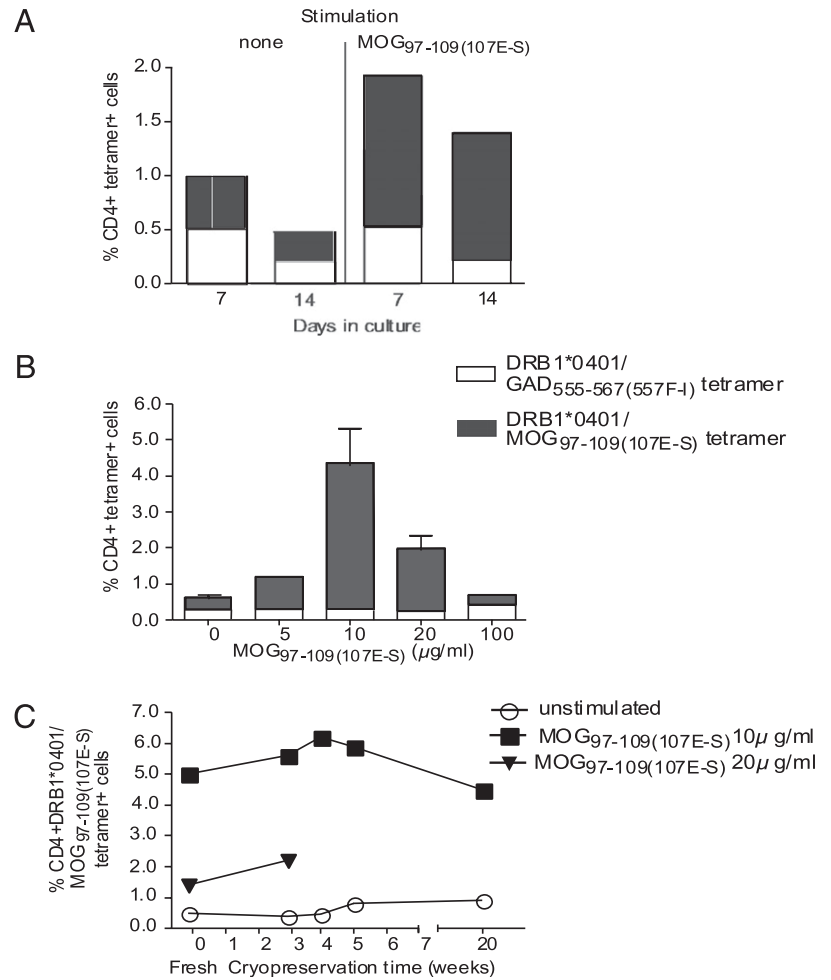 A
Stimulation
none
MOG97-109(107E-S)
% CD4+ tetramer+ cells
2.0
1.5
1.0
0.5
0.0
7 14 7 14
Days in culture
B
DRB1*0401/
GAD555-567(557F-I) tetramer
DRB1*0401/
MOG97-109(107E-S) tetramer
% CD4+ tetramer+ cells
6.0
5.0
4.0
3.0
2.0
1.0
0.0
0 5 10 20 100
MOG97-109(107E-S) (µg/ml)
C
unstimulated
MOG97-109(107E-S) 10µ g/ml
MOG97-109(107E-S) 20µ g/ml
% CD4+DRB1*0401/
MOG97-109(107E-S)
tetramer+ cells
7.0
6.0
5.0
4.0
3.0
2.0
1.0
0.0
0 1 2 3 4 5 6 7 20
Fresh Cryopreservation time (weeks)